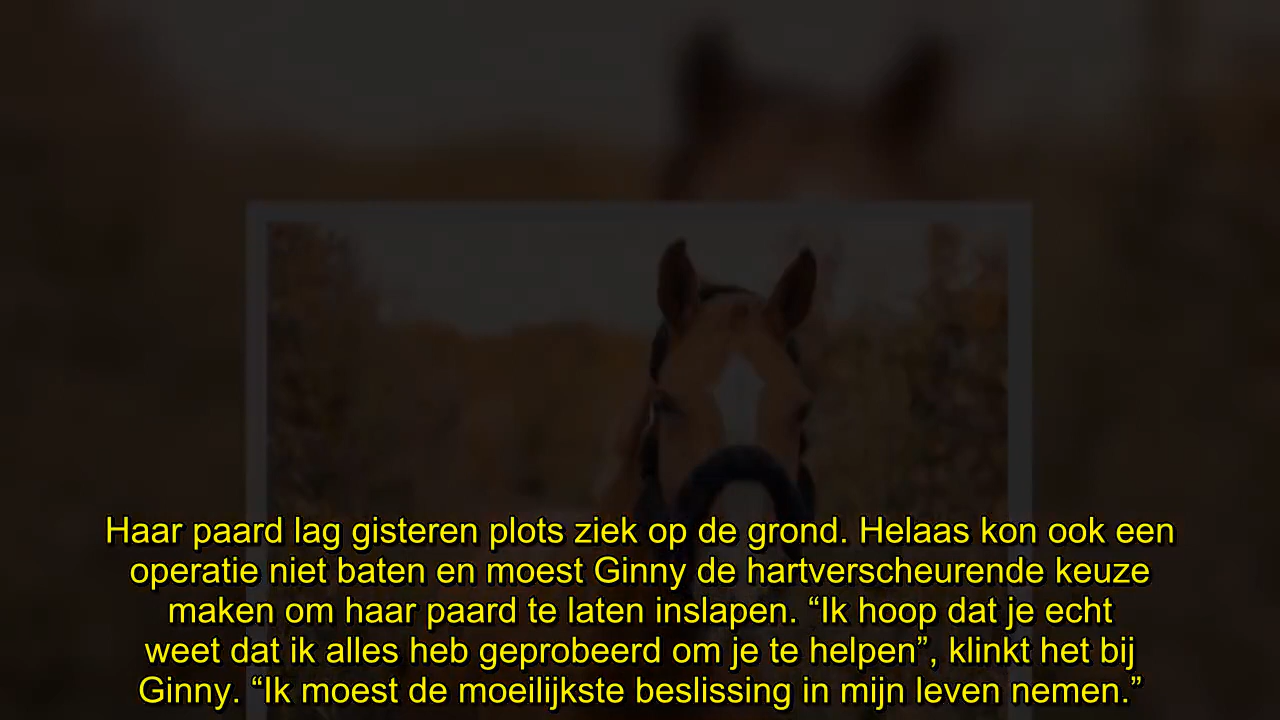 Haar paard lag gisteren plots ziek op de grond. Helaas kon ook een
operatie niet baten en moest Ginny de hartverscheurende keuze
maken om haar paard te laten inslapen. “Ik hoop dat je echt
weet dat ik alles heb geprobeerd om je te helpen”, klinkt het bij
Ginny. “Ik moest de moeilijkste beslissing in mijn leven nemen.”